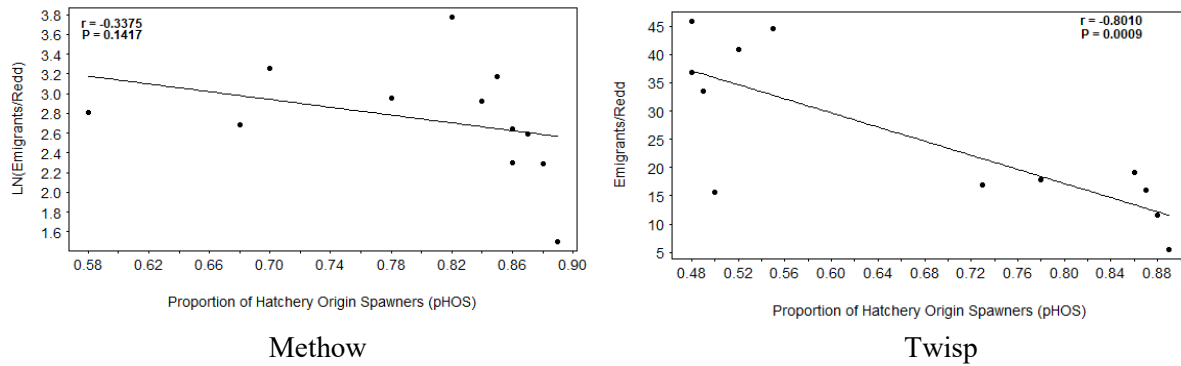 r = -0.3375
P = 0.1417
3.8
3.6
3.4
3.2
3.0
2.8
2.6
2.4
2.2
2.0
1.8
1.6
LN(Emigrants/Redd)
0.58 0.62 0.66 0.70 0.74 0.78 0.82 0.86 0.90
Proportion of Hatchery Origin Spawners (pHOS)
Methow
r = -0.8010
P = 0.0009
45
40
35
30
25
20
15
10
5
Emigrants/Redd
0.48 0.52 0.56 0.60 0.64 0.68 0.72 0.76 0.80 0.84 0.88
Proportion of Hatchery Origin Spawners (pHOS)
Twisp